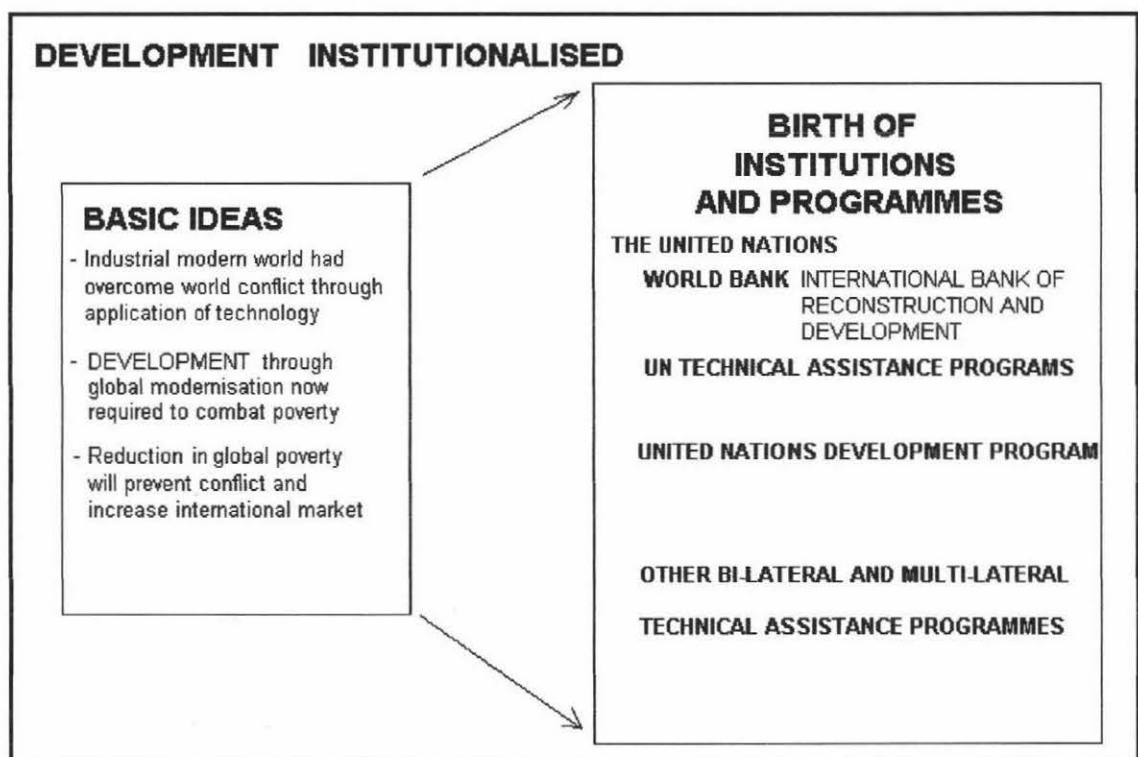 DEVELOPMENT INSTITUTIONALISED
BASIC IDEAS
- Industrial modern world had
overcome world conflict through
application of technology
- DEVELOPMENT through
global modernisation now
required to combat poverty
- Reduction in global poverty
will prevent conflict and
increase international market
BIRTH OF
INSTITUTIONS
AND PROGRAMMES
THE UNITED NATIONS
WORLD BANK INTERNATIONAL BANK OF
RECONSTRUCTION AND
DEVELOPMENT
UN TECHNICAL ASSISTANCE PROGRAMS
UNITED NATIONS DEVELOPMENT PROGRAM
OTHER BI-LATERAL AND MULTI-LATERAL
TECHNICAL ASSISTANCE PROGRAMMES